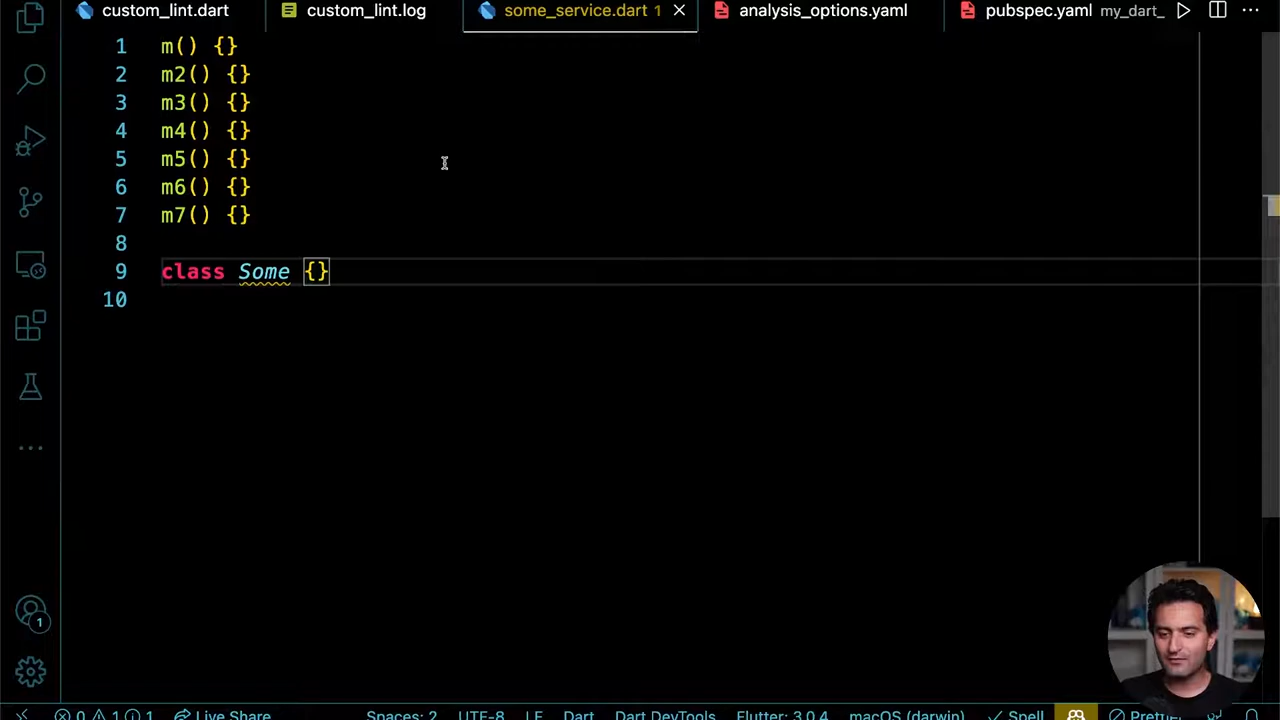 custom_lint.dart custom_lint.log some_service.dart 1 analysis_options.yaml pubspec.yaml my_dart_
1 m() {}
2 m2() {}
3 m3() {}
4 m4() {}
5 m5() {}
6 m6() {}
7 m7() {}
8
9 class Some {}
10
1
0 1 1 Live Share Spaces: 2 UTF-8 LF Dart Dart DevTools Flutter: 3.0.4 macOS (darwin) Spell